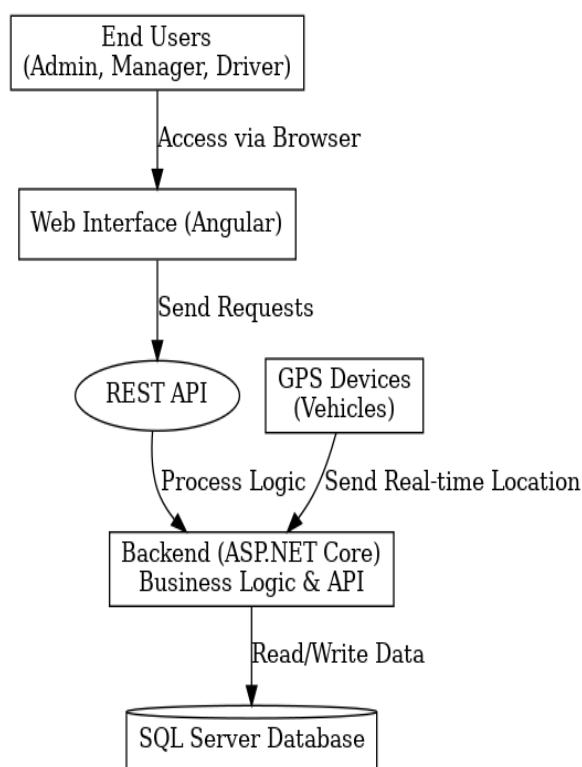 End Users
(Admin, Manager, Driver)
Access via Browser
Web Interface (Angular)
Send Requests
REST API
GPS Devices
(Vehicles)
Process Logic
Send Real-time Location
Backend (ASP.NET Core)
Business Logic & API
Read/Write Data
SQL Server Database